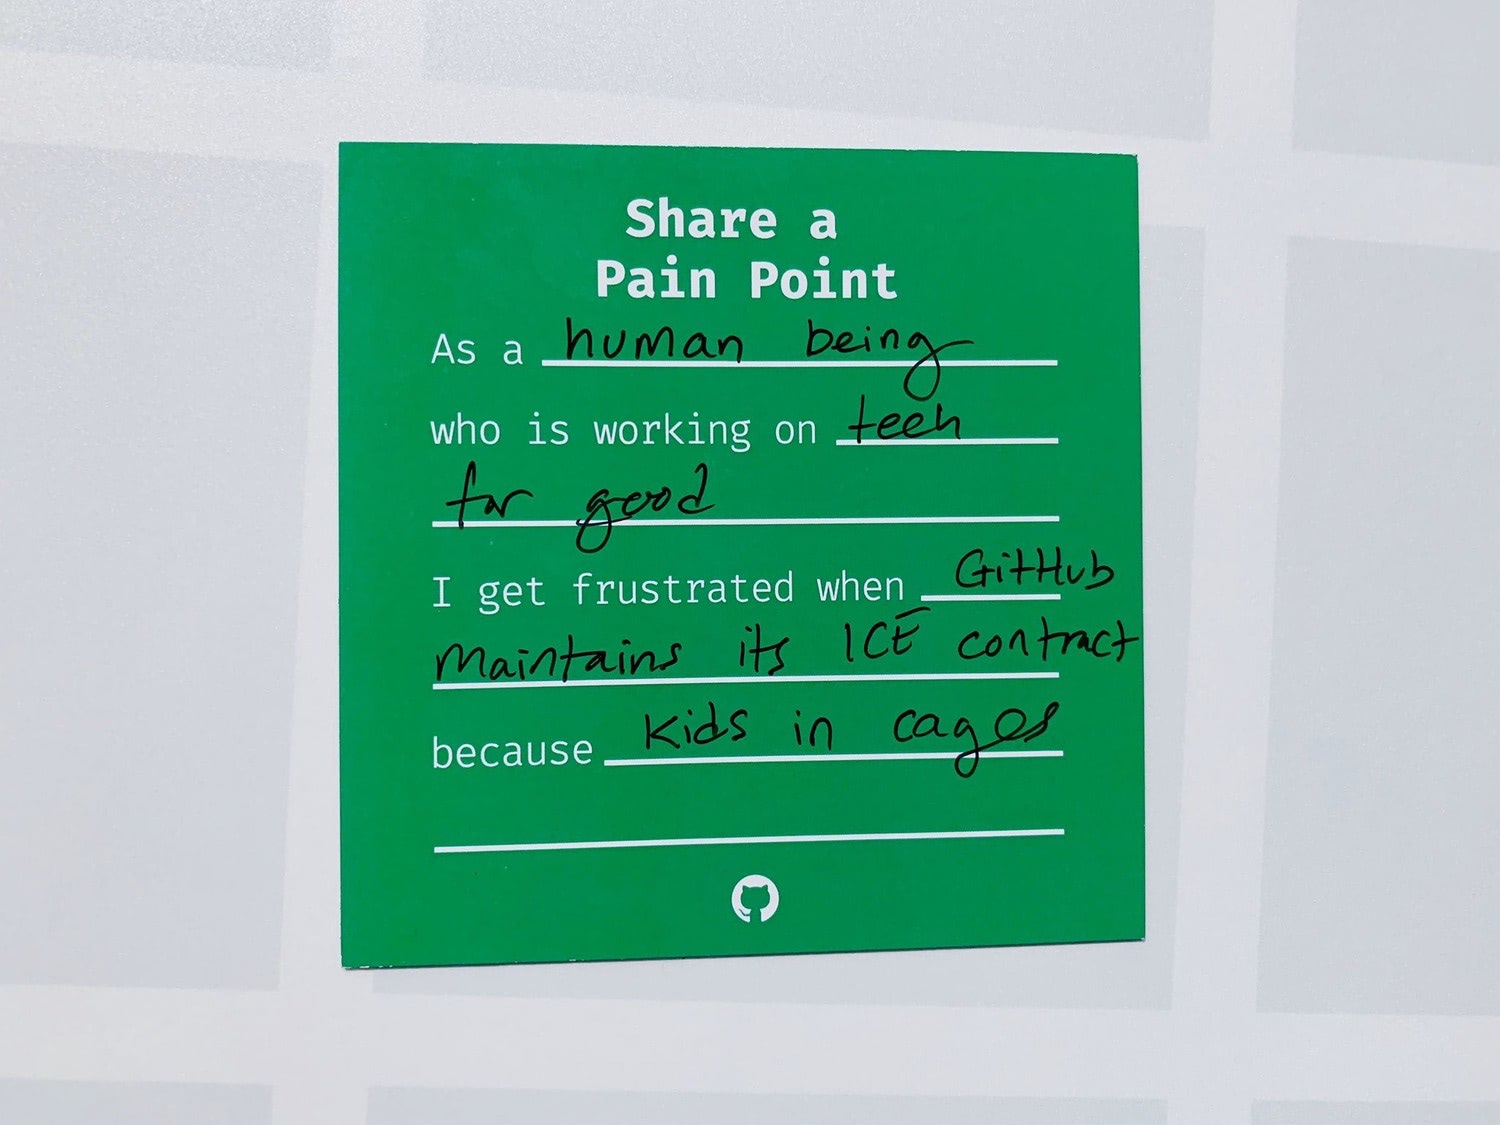 Share a
Pain Point
As a human being
who is working on tech
for good
I get frustrated when GitHub
maintains its ICE contract
because kids in cages